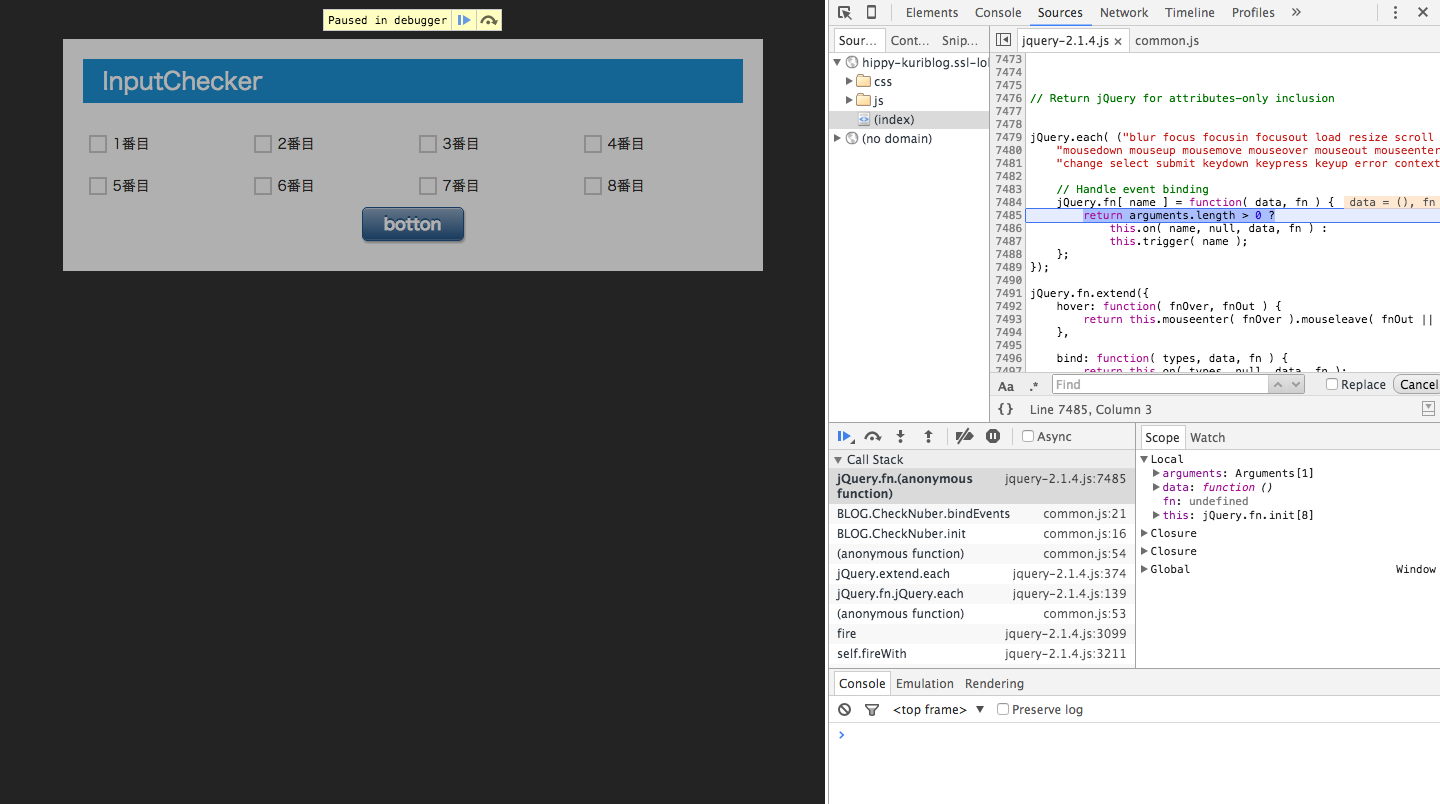 Paused in debugger
InputChecker
1番目 2番目 3番目 4番目
5番目 6番目 7番目 8番目
botton
Elements Console Sources Network Timeline Profiles »
Sour... Cont... Snip...
hippy-kuriblog.ssl-lol
css
js
(index)
(no domain)
jquery-2.1.4.js × common.js
7473
7474
7475
7476 // Return jQuery for attributes-only inclusion
7477
7478
7479 jQuery.each( ("blur focus focusin focusout load resize scroll
7480 "mousedown mouseup mousemove mouseover mouseout mouseenter
7481 "change select submit keydown keypress keyup error context
7482
7483 // Handle event binding
7484 jQuery.fn[ name ] = function( data, fn ) { data = (), fn
7485 return arguments.length > 0 ?
7486 this.on( name, null, data, fn ) :
7487 this.trigger( name );
7488 };
7489 });
7490
7491 jQuery.fn.extend({
7492 hover: function( fnOver, fnOut ) {
7493 return this.mouseenter( fnOver ).mouseleave( fnOut ||
7494 },
7495
7496 bind: function( types, data, fn ) {
7497 return this.on( types, null, data, fn );
Aa .* Find Replace Cancel
{} Line 7485, Column 3
Async
Call Stack
jQuery.fn.(anonymous function) jquery-2.1.4.js:7485
BLOG.CheckNuber.bindEvents common.js:21
BLOG.CheckNuber.init common.js:16
(anonymous function) common.js:54
jQuery.extend.each jquery-2.1.4.js:374
jQuery.fn.jQuery.each jquery-2.1.4.js:139
(anonymous function) common.js:53
fire jquery-2.1.4.js:3099
self.fireWith jquery-2.1.4.js:3211
Scope Watch
Local
arguments: Arguments[1]
data: function ()
fn: undefined
this: jQuery.fn.init[8]
Closure
Closure
Global Window
Console Emulation Rendering
<top frame> Preserve log